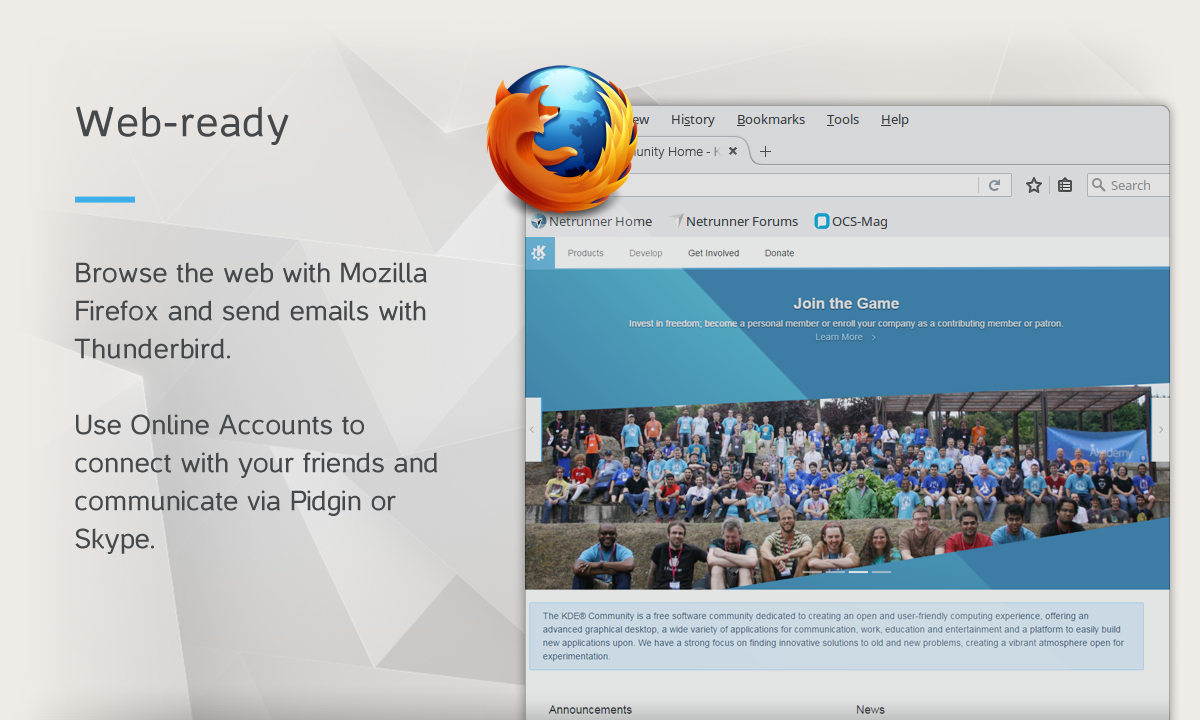 Web-ready
Browse the web with Mozilla
Firefox and send emails with
Thunderbird.
Use Online Accounts to
connect with your friends and
communicate via Pidgin or
Skype.
History Bookmarks Tools Help
Home - K
Search
Netrunner Home Netrunner Forums OCS-Mag
Products Develop Get Involved Donate
Join the Game
Invest in freedom; become a personal member or enroll your company as a contributing member or patron.
Learn More
Akademy
The KDE® Community is a free software community dedicated to creating an open and user-friendly computing experience, offering an
advanced graphical desktop, a wide variety of applications for communication, work, education and entertainment and a platform to easily build
new applications upon. We have a strong focus on finding innovative solutions to old and new problems, creating a vibrant atmosphere open for
experimentation.
Announcements News